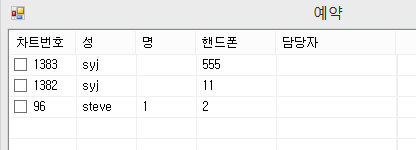 예약
차트번호 성 명 핸드폰 담당자
1383 syj 555
1382 syj 11
96 steve 1 2